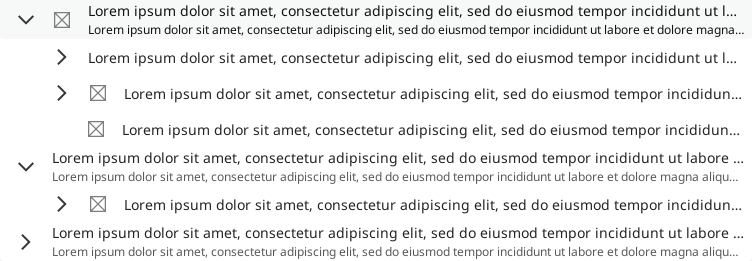 Lorem ipsum dolor sit amet, consectetur adipiscing elit, sed do eiusmod tempor incididunt ut l...
Lorem ipsum dolor sit amet, consectetur adipiscing elit, sed do eiusmod tempor incididunt ut labore et dolore magna...
Lorem ipsum dolor sit amet, consectetur adipiscing elit, sed do eiusmod tempor incididunt ut l...
Lorem ipsum dolor sit amet, consectetur adipiscing elit, sed do eiusmod tempor incididun...
Lorem ipsum dolor sit amet, consectetur adipiscing elit, sed do eiusmod tempor incididun...
Lorem ipsum dolor sit amet, consectetur adipiscing elit, sed do eiusmod tempor incididunt ut labore ...
Lorem ipsum dolor sit amet, consectetur adipiscing elit, sed do eiusmod tempor incididunt ut labore et dolore magna aliqu...
Lorem ipsum dolor sit amet, consectetur adipiscing elit, sed do eiusmod tempor incididun...
Lorem ipsum dolor sit amet, consectetur adipiscing elit, sed do eiusmod tempor incididunt ut labore ...
Lorem ipsum dolor sit amet, consectetur adipiscing elit, sed do eiusmod tempor incididunt ut labore et dolore magna aliqu...